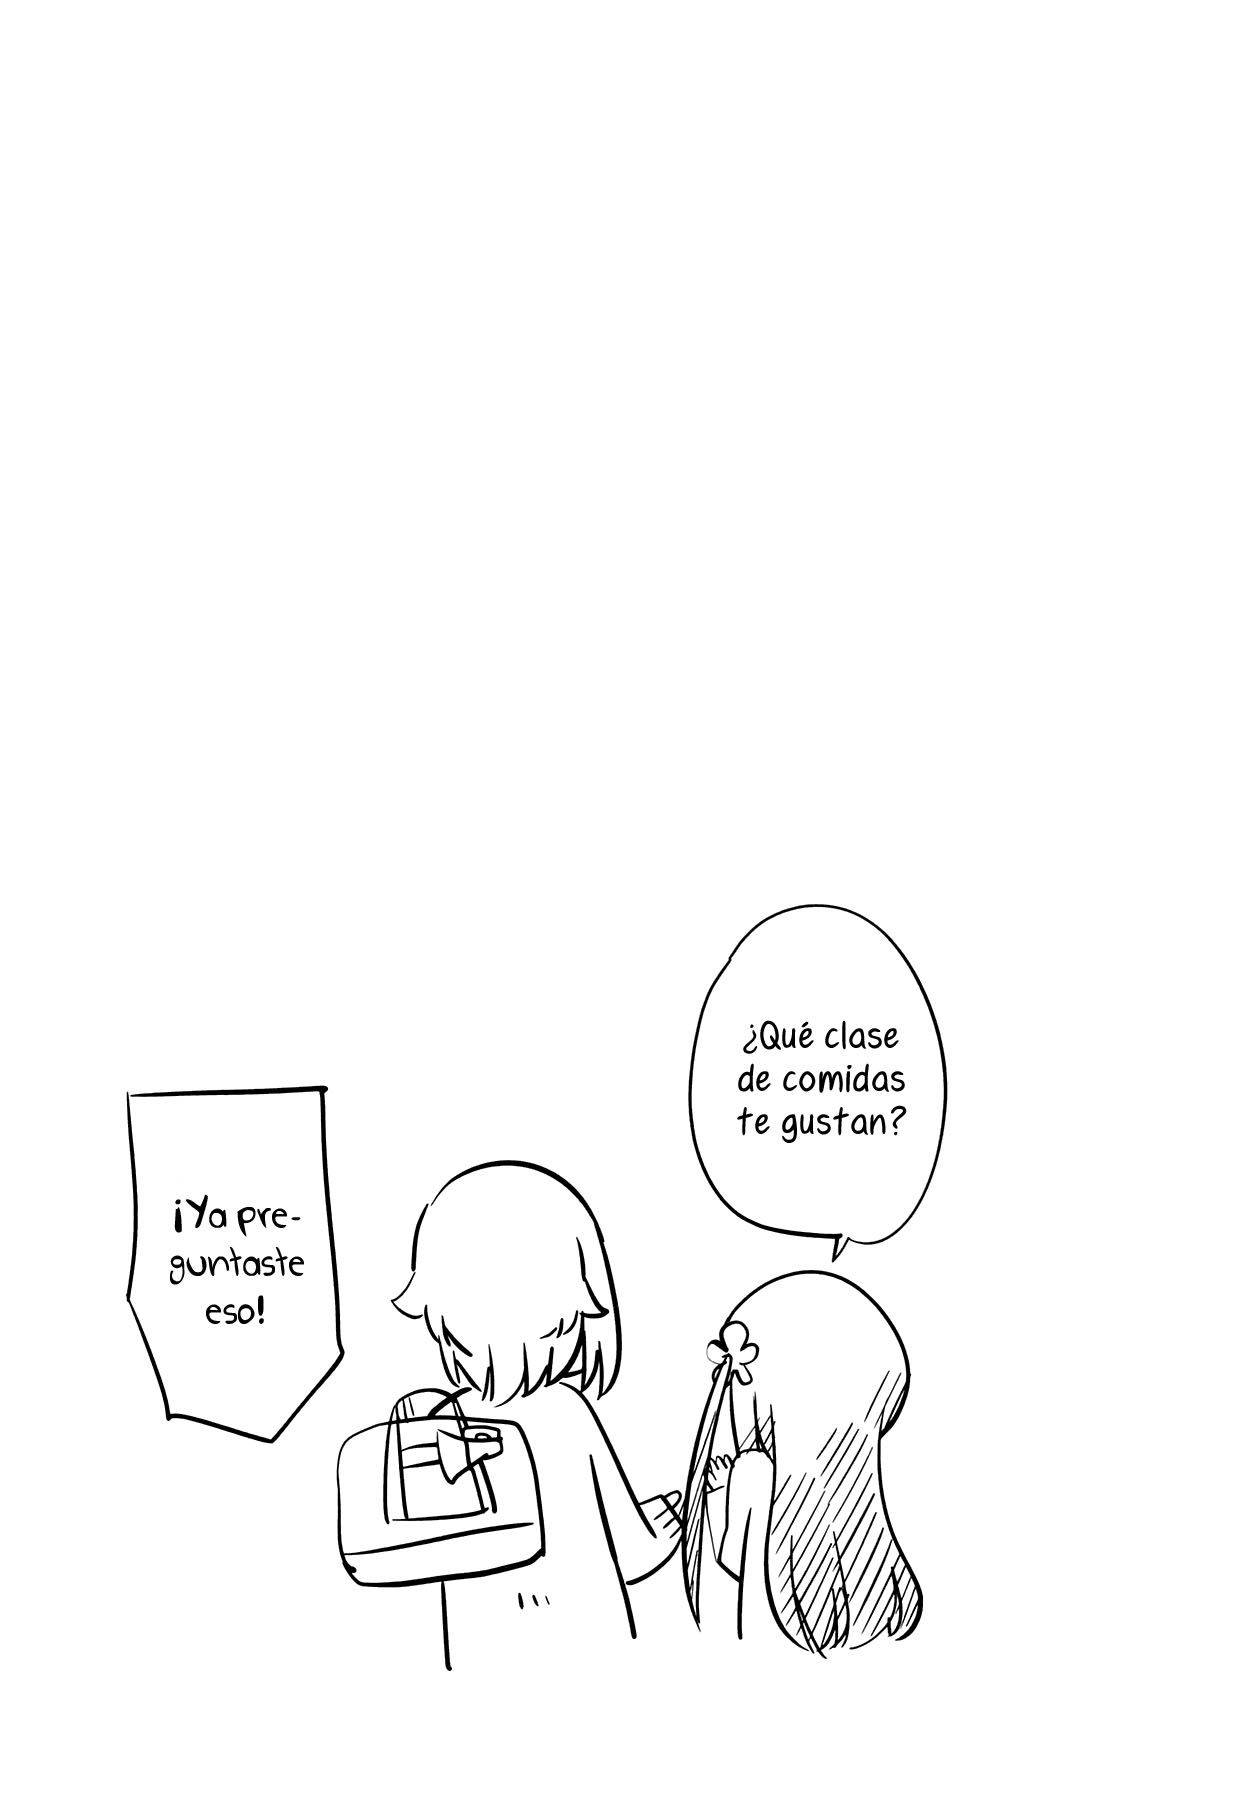 ¿Qué clase
de comidas
te gustan?
¡Ya pre-
guntaste
eso!